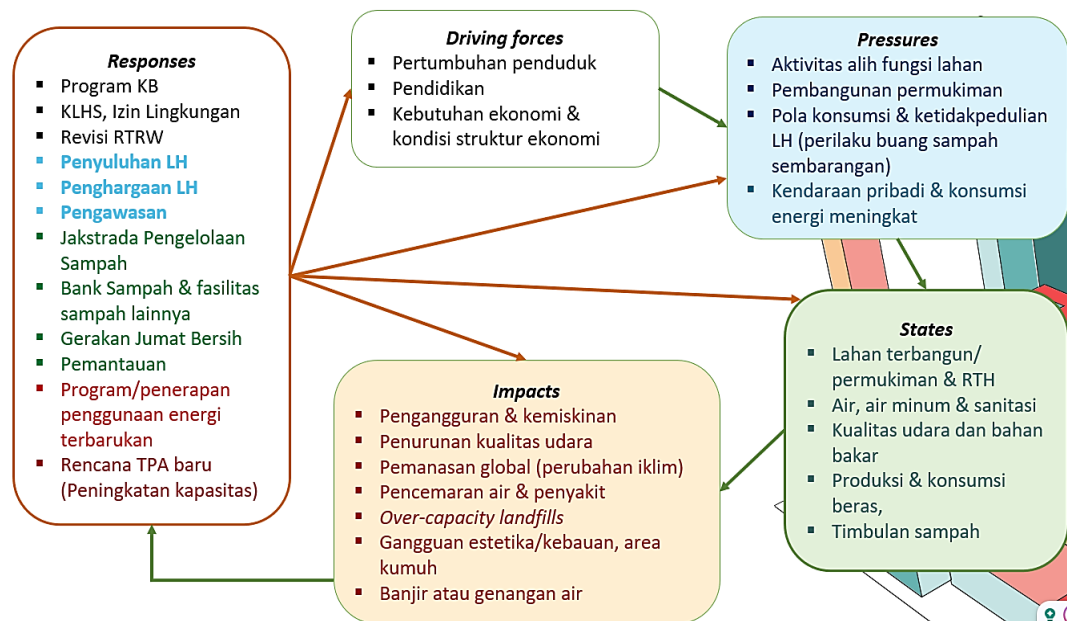 Responses
▪ Program KB
▪ KLHS, Izin Lingkungan
▪ Revisi RTRW
▪ Penyuluhan LH
▪ Penghargaan LH
▪ Pengawasan
▪ Jakstrada Pengelolaan
Sampah
▪ Bank Sampah & fasilitas
sampah lainnya
▪ Gerakan Jumat Bersih
▪ Pemantauan
▪ Program/penerapan
penggunaan energi
terbarukan
▪ Rencana TPA baru
(Peningkatan kapasitas)
Driving forces
▪ Pertumbuhan penduduk
▪ Pendidikan
▪ Kebutuhan ekonomi &
kondisi struktur ekonomi
Pressures
▪ Aktivitas alih fungsi lahan
▪ Pembangunan permukiman
▪ Pola konsumsi & ketidakpedulian
LH (perilaku buang sampah
sembarangan)
▪ Kendaraan pribadi & konsumsi
energi meningkat
States
▪ Lahan terbangun/
permukiman & RTH
▪ Air, air minum & sanitasi
▪ Kualitas udara dan bahan
bakar
▪ Produksi & konsumsi
beras,
▪ Timbulan sampah
Impacts
▪ Pengangguran & kemiskinan
▪ Penurunan kualitas udara
▪ Pemanasan global (perubahan iklim)
▪ Pencemaran air & penyakit
▪ Over-capacity landfills
▪ Gangguan estetika/kebauan, area
kumuh
▪ Banjir atau genangan air